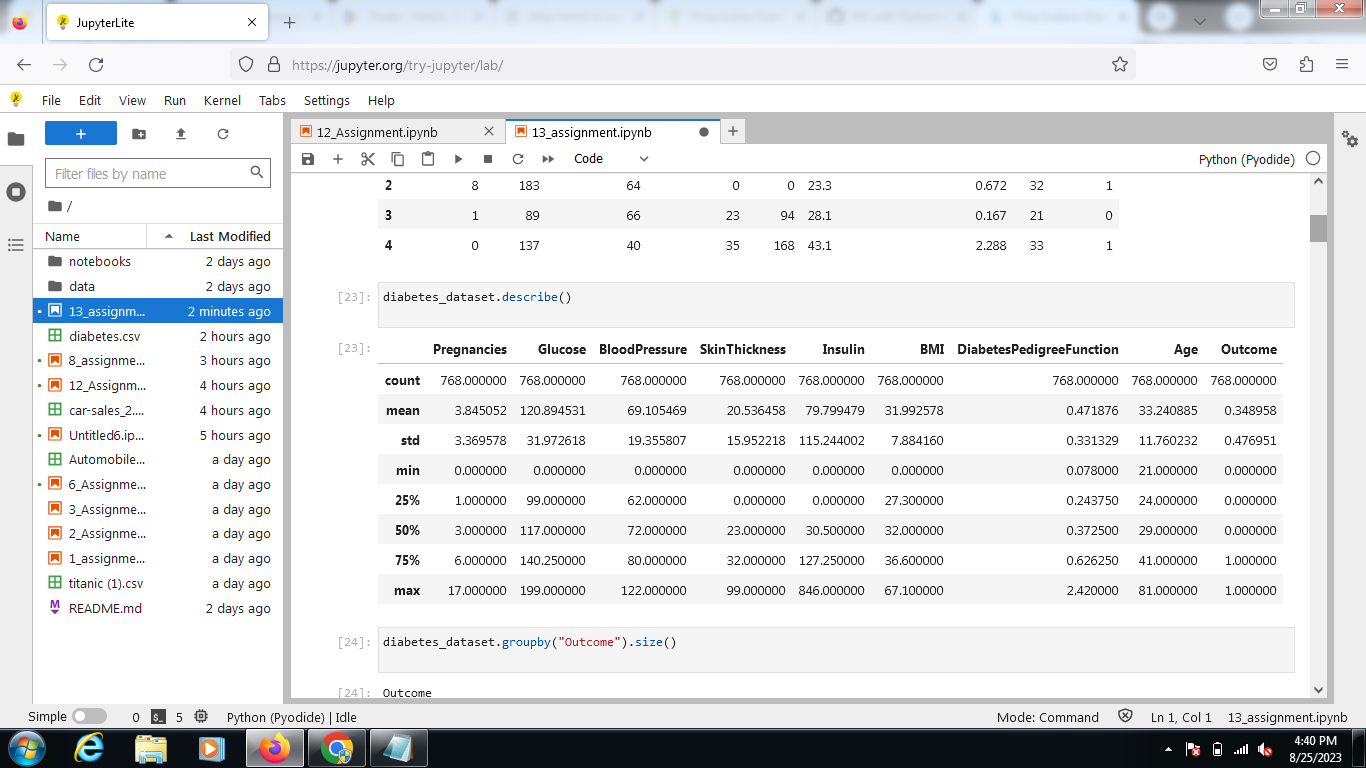 JupyterLite
https://jupyter.org/try-jupyter/lab/
File Edit View Run Kernel Tabs Settings Help
12_Assignment.ipynb 13_assignment.ipynb
Filter files by name
Code Python (Pyodide)
/
Name Last Modified
notebooks 2 days ago
data 2 days ago
13_assignm... 2 minutes ago
diabetes.csv 2 hours ago
8_assignme... 3 hours ago
12_Assignm... 4 hours ago
car-sales_2.... 4 hours ago
Untitled6.ip... 5 hours ago
Automobile... a day ago
6_Assignme... a day ago
3_Assignme... a day ago
2_Assignme... a day ago
1_assignme... a day ago
titanic (1).csv a day ago
README.md 2 days ago
2 8 183 64 0 0 23.3 0.672 32 1
3 1 89 66 23 94 28.1 0.167 21 0
4 0 137 40 35 168 43.1 2.288 33 1
[23]: diabetes_dataset.describe()
[23]: Pregnancies Glucose BloodPressure SkinThickness Insulin BMI DiabetesPedigreeFunction Age Outcome
count 768.000000 768.000000 768.000000 768.000000 768.000000 768.000000 768.000000 768.000000 768.000000
mean 3.845052 120.894531 69.105469 20.536458 79.799479 31.992578 0.471876 33.240885 0.348958
std 3.369578 31.972618 19.355807 15.952218 115.244002 7.884160 0.331329 11.760232 0.476951
min 0.000000 0.000000 0.000000 0.000000 0.000000 0.000000 0.078000 21.000000 0.000000
25% 1.000000 99.000000 62.000000 0.000000 0.000000 27.300000 0.243750 24.000000 0.000000
50% 3.000000 117.000000 72.000000 23.000000 30.500000 32.000000 0.372500 29.000000 0.000000
75% 6.000000 140.250000 80.000000 32.000000 127.250000 36.600000 0.626250 41.000000 1.000000
max 17.000000 199.000000 122.000000 99.000000 846.000000 67.100000 2.420000 81.000000 1.000000
[24]: diabetes_dataset.groupby("Outcome").size()
[24]: Outcome
Simple 0 5 Python (Pyodide) | Idle Mode: Command Ln 1, Col 1 13_assignment.ipynb
4:40 PM
8/25/2023